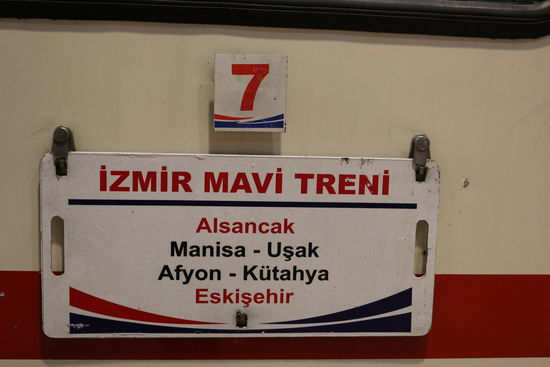 7
İZMİR MAVİ TRENİ
Alsancak
Manisa - Uşak
Afyon - Kütahya
Eskişehir